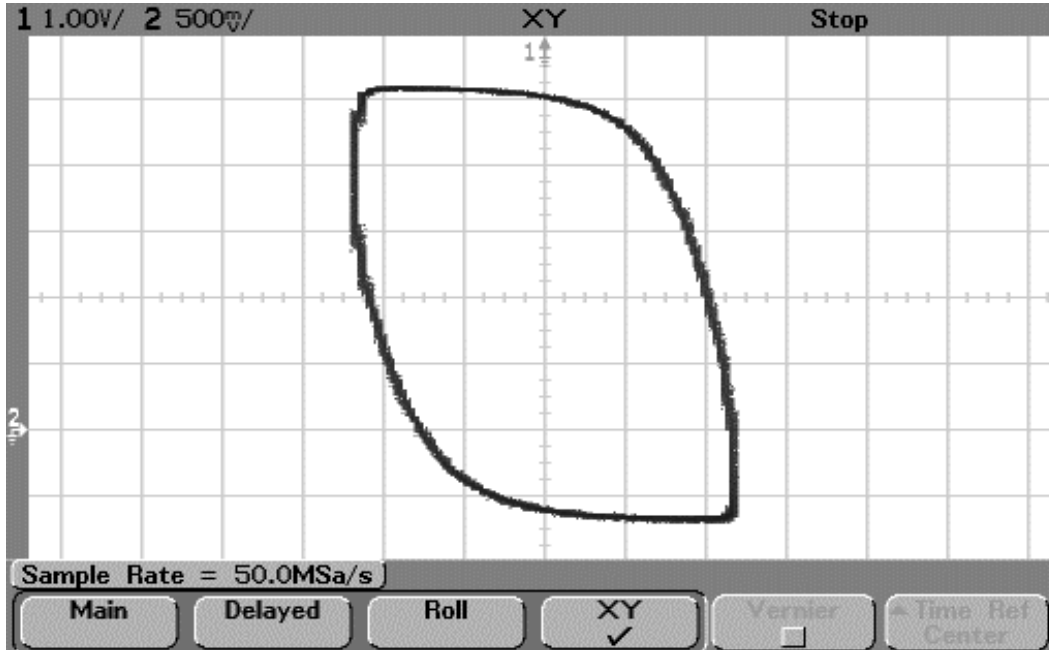 1 1.00V/ 2 500mV/ XY Stop
1
2
Sample Rate = 50.0MSa/s
Main Delayed Roll XY Vernier Time Ref
Center